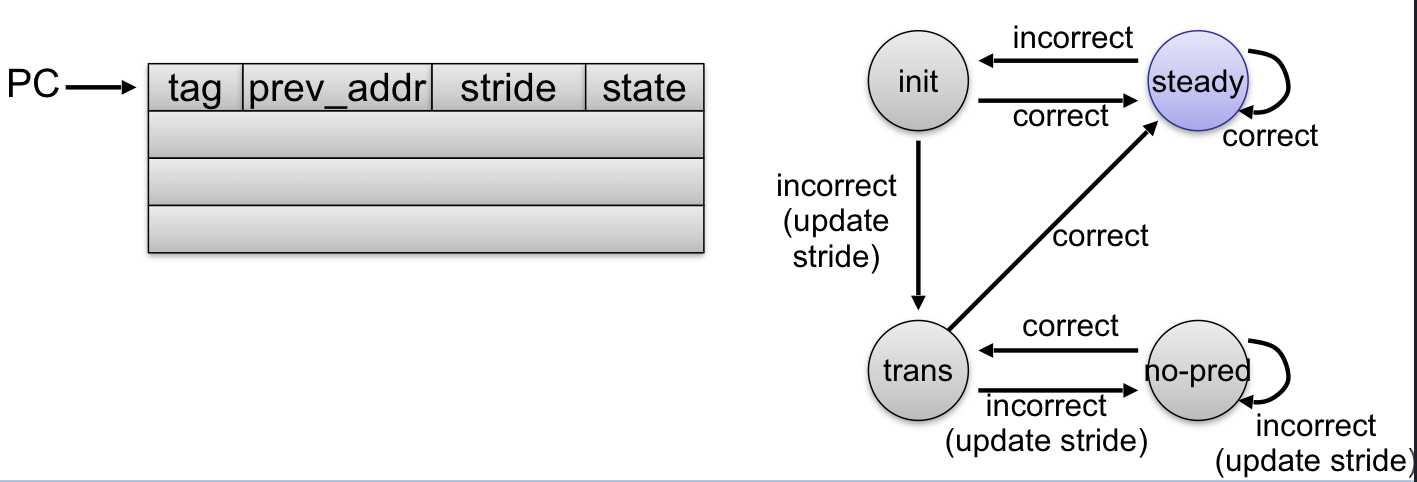 PC
tag prev_addr stride state
init
steady
incorrect
correct
correct
incorrect
(update
stride)
correct
trans
no-pred
correct
incorrect
(update stride)
incorrect
(update stride)